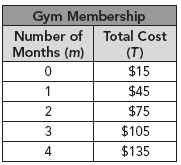 Gym Membership
Number of Months (m) Total Cost (T)
0 $15
1 $45
2 $75
3 $105
4 $135